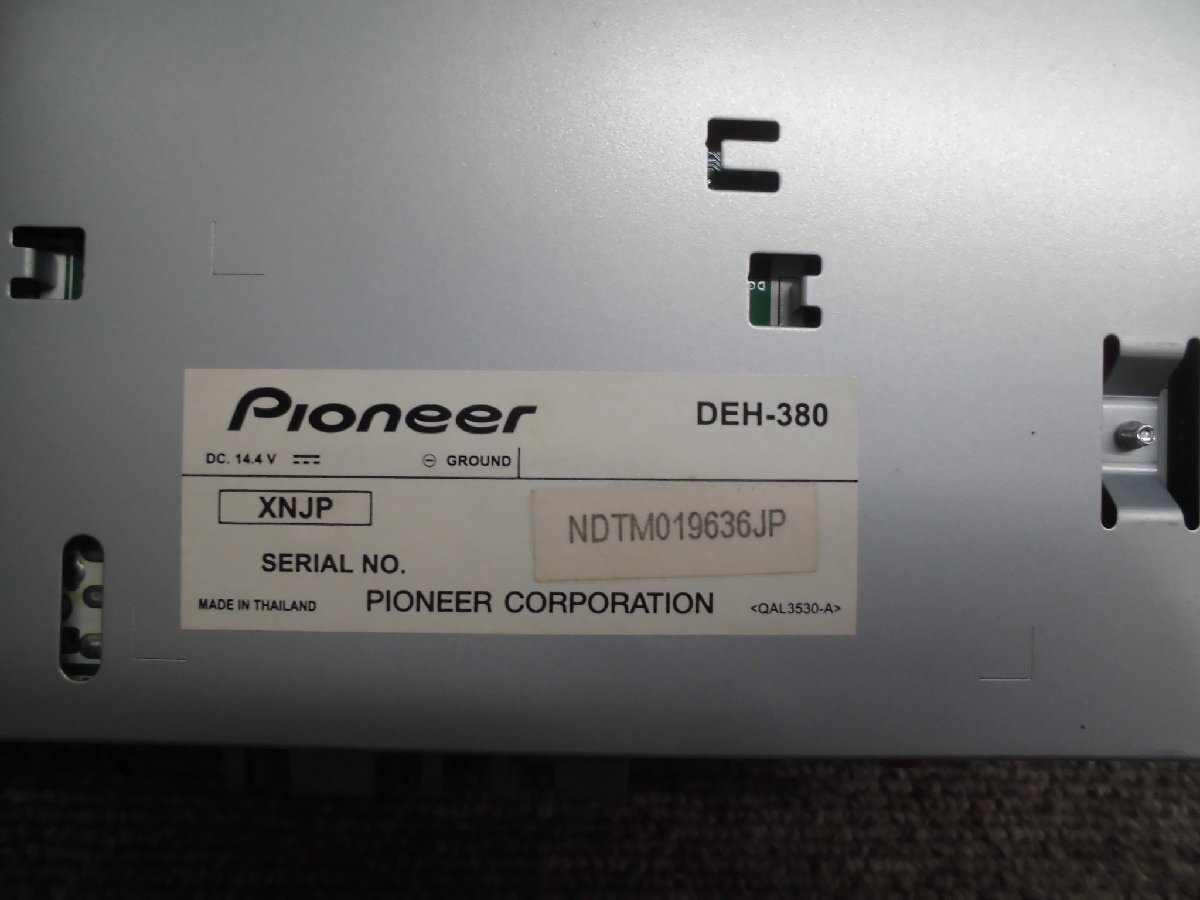 Pioneer
DEH-380
DC. 14.4 V ⎓ ⊖ GROUND
XNJP
NDTM019636JP
SERIAL NO.
MADE IN THAILAND PIONEER CORPORATION <QAL3530-A>